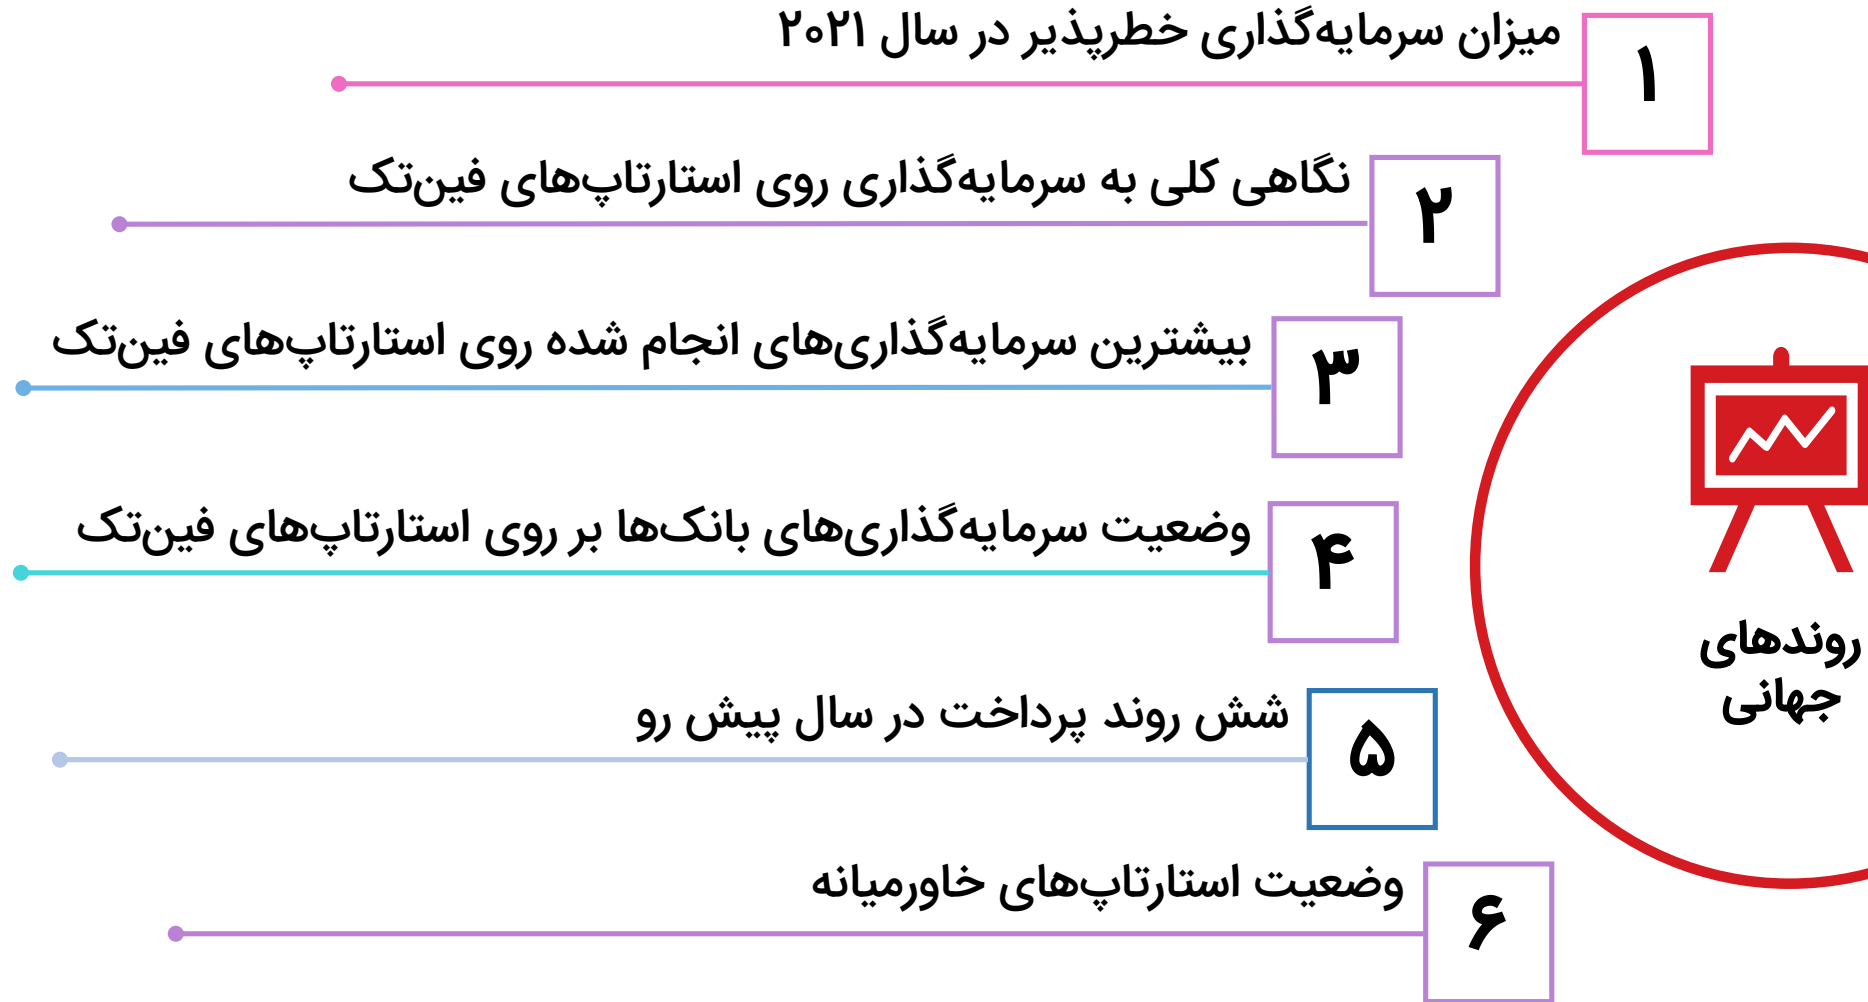 ۱
میزان سرمایه‌گذاری خطرپذیر در سال ۲۰۲۱
۲
نگاهی کلی به سرمایه‌گذاری روی استارتاپ‌های فین‌تک
۳
بیشترین سرمایه‌گذاری‌های انجام شده روی استارتاپ‌های فین‌تک
۴
وضعیت سرمایه‌گذاری‌های بانک‌ها بر روی استارتاپ‌های فین‌تک
۵
شش روند پرداخت در سال پیش رو
۶
وضعیت استارتاپ‌های خاورمیانه
روندهای
جهانی